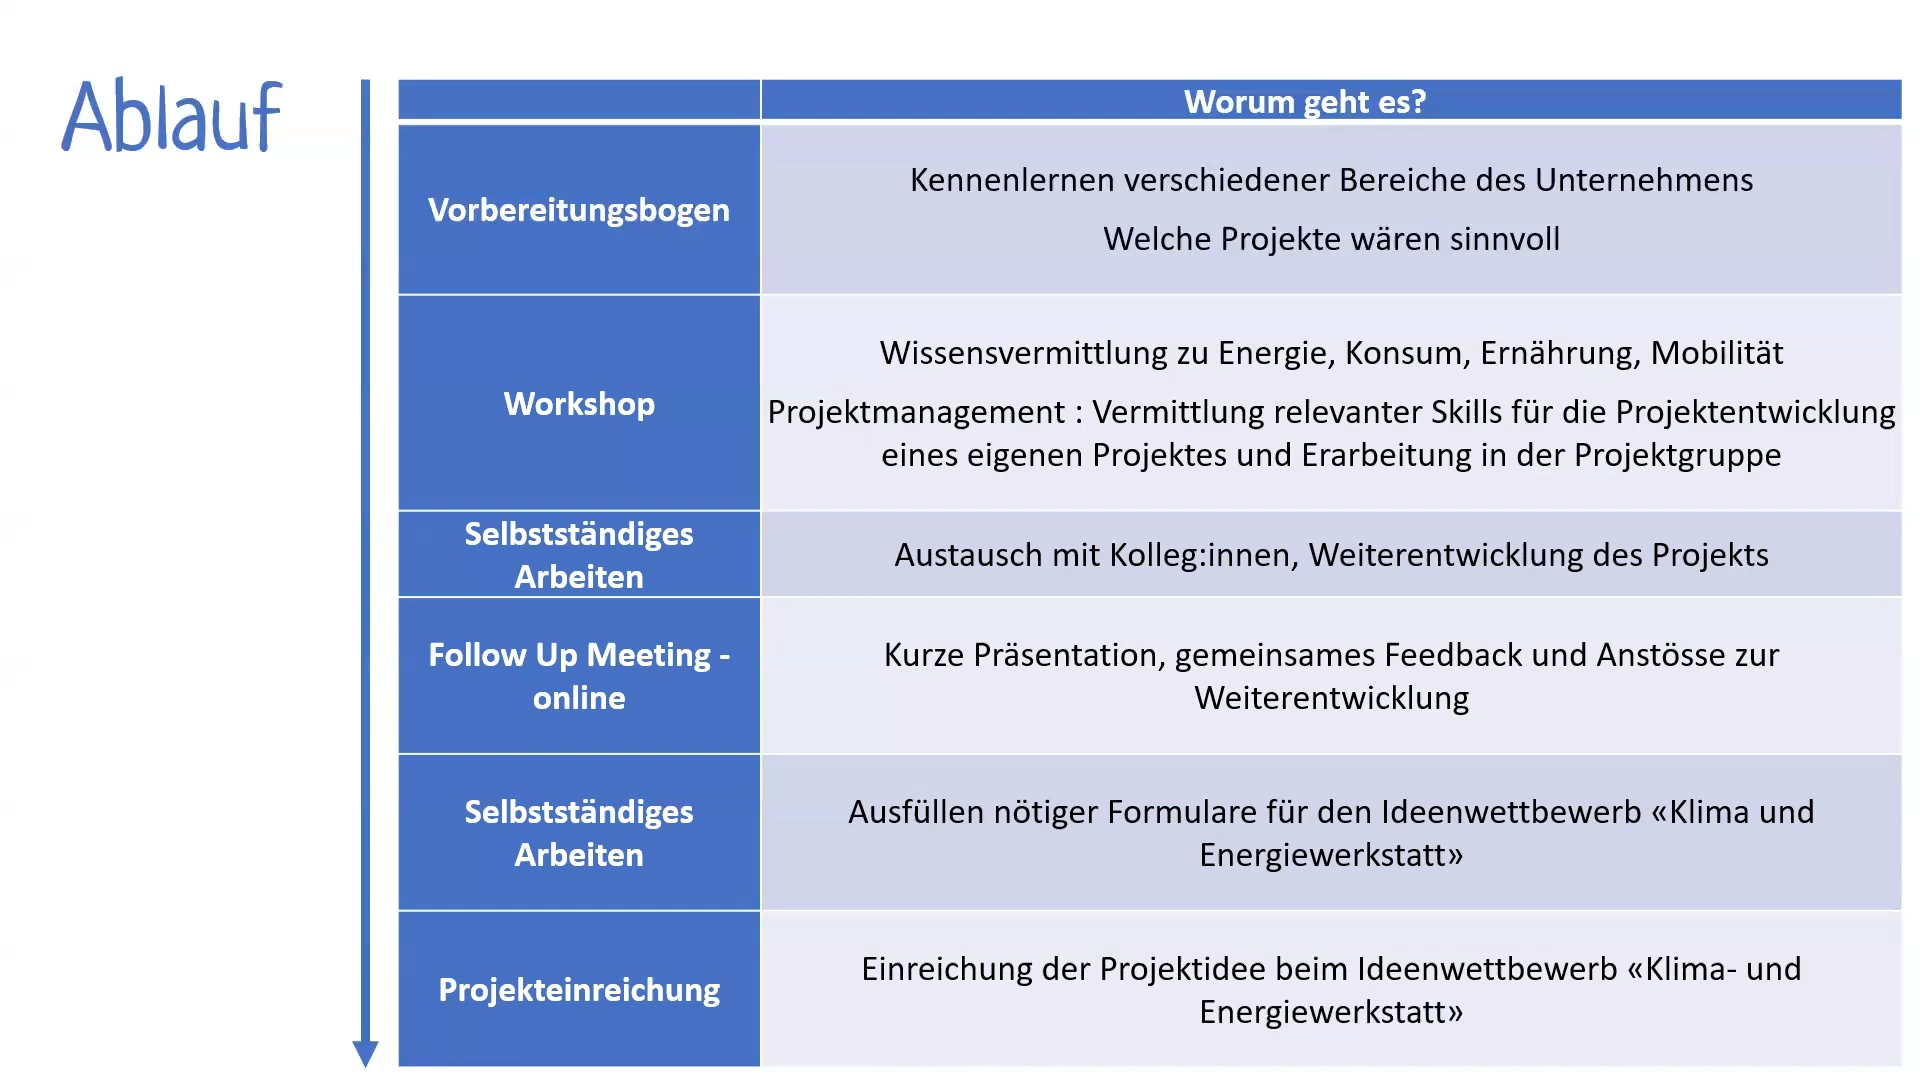 Ablauf
Worum geht es?
Vorbereitungsbogen
Kennenlernen verschiedener Bereiche des Unternehmens
Welche Projekte wären sinnvoll
Workshop
Wissensvermittlung zu Energie, Konsum, Ernährung, Mobilität
Projektmanagement : Vermittlung relevanter Skills für die Projektentwicklung
eines eigenen Projektes und Erarbeitung in der Projektgruppe
Selbstständiges
Arbeiten
Austausch mit Kolleg:innen, Weiterentwicklung des Projekts
Follow Up Meeting -
online
Kurze Präsentation, gemeinsames Feedback und Anstösse zur
Weiterentwicklung
Selbstständiges
Arbeiten
Ausfüllen nötiger Formulare für den Ideenwettbewerb «Klima und
Energiewerkstatt»
Projekteinreichung
Einreichung der Projektidee beim Ideenwettbewerb «Klima- und
Energiewerkstatt»